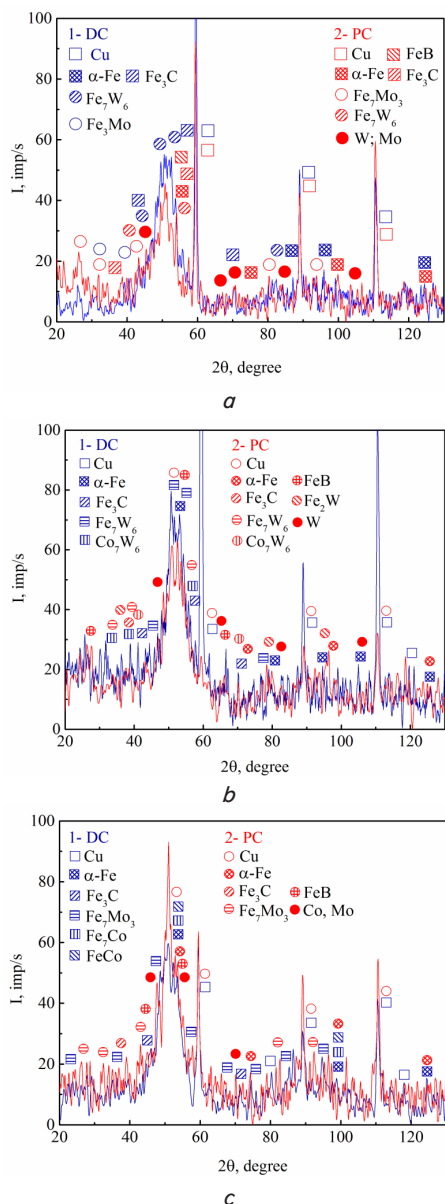 1- DC 2- PC
Cu Cu FeB
α-Fe Fe3C α-Fe Fe3C
Fe7W6 Fe7Mo3
Fe3Mo Fe7W6
W; Mo
I, imp/s
100
80
60
40
20
0
20 40 60 80 100 120
2θ, degree
a
1- DC 2- PC
Cu Cu
α-Fe α-Fe FeB
Fe3C Fe3C Fe2W
Fe7W6 Fe7W6 W
Co7W6 Co7W6
I, imp/s
100
80
60
40
20
0
20 40 60 80 100 120
2θ, degree
b
1- DC 2- PC
Cu Cu
α-Fe α-Fe
Fe3C Fe3C FeB
Fe7Mo3 Fe7Mo3 Co, Mo
Fe7Co
FeCo
I, imp/s
100
80
60
40
20
0
20 40 60 80 100 120
2θ, degree
c